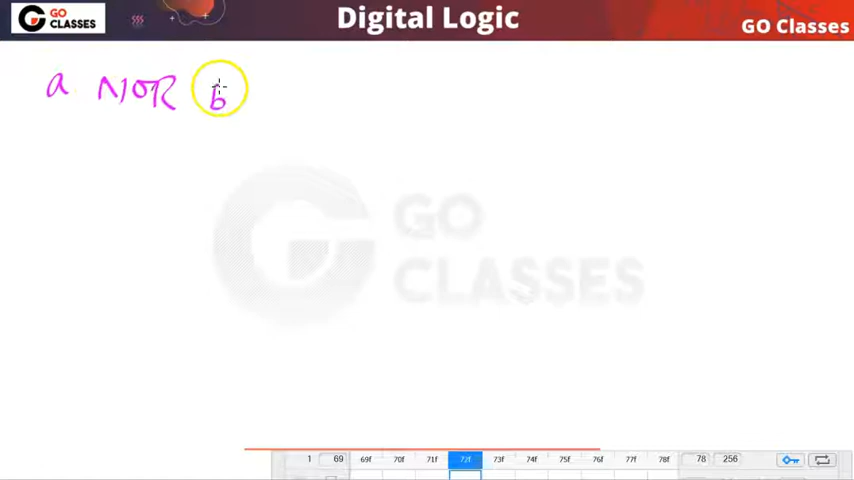 GO CLASSES
Digital Logic
GO Classes
a NOR b
GO CLASSES
1 69 69f 70f 71f 72f 73f 74f 75f 76f 77f 78f 78 256